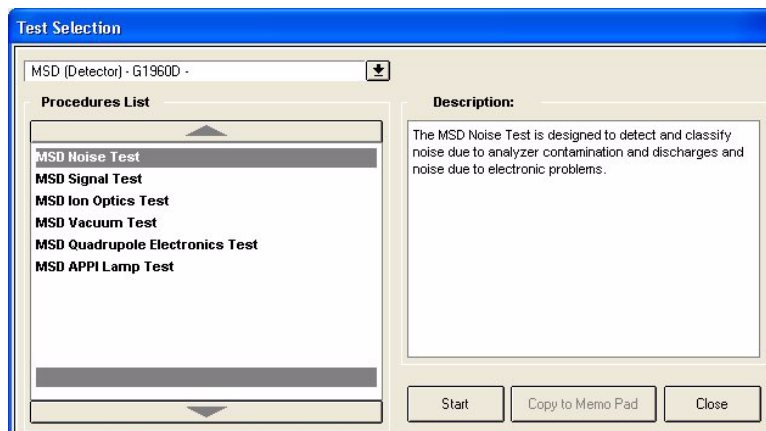 Test Selection
MSD (Detector) - G1960D -
Procedures List
MSD Noise Test
MSD Signal Test
MSD Ion Optics Test
MSD Vacuum Test
MSD Quadrupole Electronics Test
MSD APPI Lamp Test
Description:
The MSD Noise Test is designed to detect and classify
noise due to analyzer contamination and discharges and
noise due to electronic problems.
Start
Copy to Memo Pad
Close